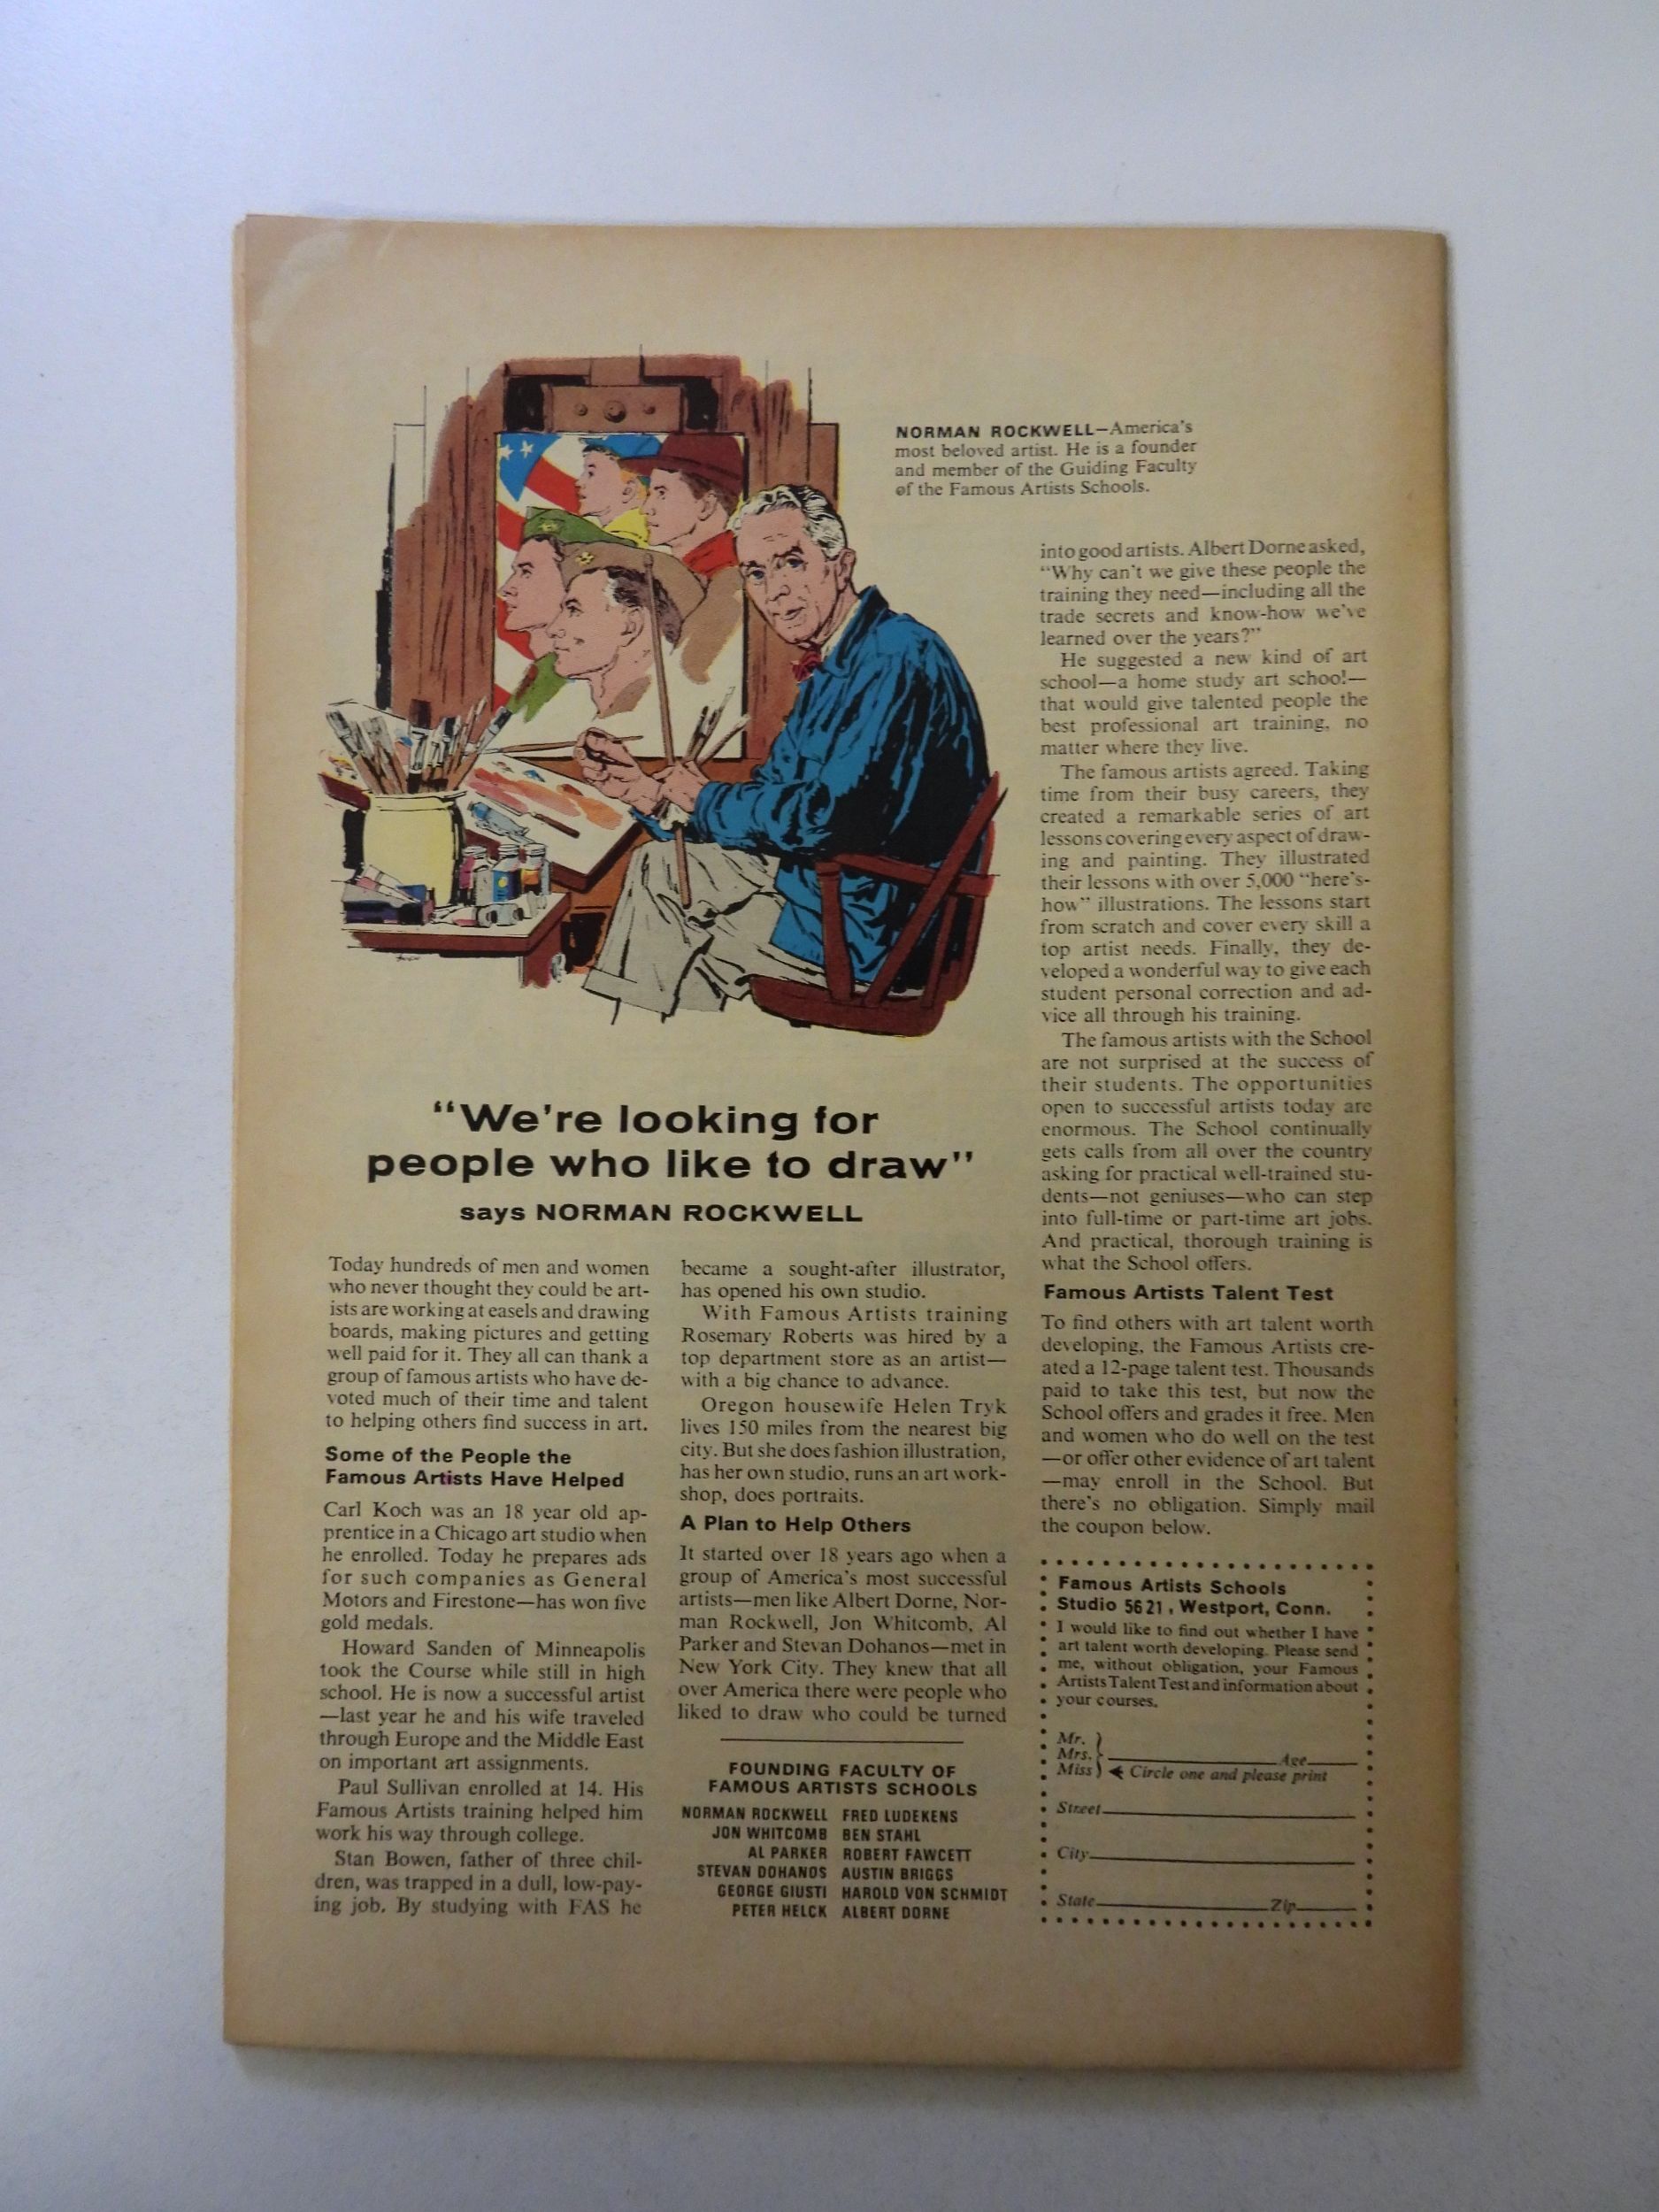 NORMAN ROCKWELL—America's
most beloved artist. He is a founder
and member of the Guiding Faculty
of the Famous Artists Schools.
"We're looking for
people who like to draw"
says NORMAN ROCKWELL
Today hundreds of men and women
who never thought they could be art-
ists are working at easels and drawing
boards, making pictures and getting
well paid for it. They all can thank a
group of famous artists who have de-
voted much of their time and talent
to helping others find success in art.
Some of the People the
Famous Artists Have Helped
Carl Koch was an 18 year old ap-
prentice in a Chicago art studio when
he enrolled. Today he prepares ads
for such companies as General
Motors and Firestone—has won five
gold medals.
Howard Sanden of Minneapolis
took the Course while still in high
school. He is now a successful artist
—last year he and his wife traveled
through Europe and the Middle East
on important art assignments.
Paul Sullivan enrolled at 14. His
Famous Artists training helped him
work his way through college.
Stan Bowen, father of three chil-
dren, was trapped in a dull, low-pay-
ing job. By studying with FAS he
became a sought-after illustrator,
has opened his own studio.
With Famous Artists training
Rosemary Roberts was hired by a
top department store as an artist—
with a big chance to advance.
Oregon housewife Helen Tryk
lives 150 miles from the nearest big
city. But she does fashion illustration,
has her own studio, runs an art work-
shop, does portraits.
A Plan to Help Others
It started over 18 years ago when a
group of America's most successful
artists—men like Albert Dorne, Nor-
man Rockwell, Jon Whitcomb, Al
Parker and Stevan Dohanos—met in
New York City. They knew that all
over America there were people who
liked to draw who could be turned
FOUNDING FACULTY OF
FAMOUS ARTISTS SCHOOLS
NORMAN ROCKWELL FRED LUDEKENS
JON WHITCOMB BEN STAHL
AL PARKER ROBERT FAWCETT
STEVAN DOHANOS AUSTIN BRIGGS
GEORGE GIUSTI HAROLD VON SCHMIDT
PETER HELCK ALBERT DORNE
into good artists. Albert Dorne asked,
"Why can't we give these people the
training they need—including all the
trade secrets and know-how we've
learned over the years?"
He suggested a new kind of art
school—a home study art school—
that would give talented people the
best professional art training, no
matter where they live.
The famous artists agreed. Taking
time from their busy careers, they
created a remarkable series of art
lessons covering every aspect of draw-
ing and painting. They illustrated
their lessons with over 5,000 "here's-
how" illustrations. The lessons start
from scratch and cover every skill a
top artist needs. Finally, they de-
veloped a wonderful way to give each
student personal correction and ad-
vice all through his training.
The famous artists with the School
are not surprised at the success of
their students. The opportunities
open to successful artists today are
enormous. The School continually
gets calls from all over the country
asking for practical well-trained stu-
dents—not geniuses—who can step
into full-time or part-time art jobs.
And practical, thorough training is
what the School offers.
Famous Artists Talent Test
To find others with art talent worth
developing, the Famous Artists cre-
ated a 12-page talent test. Thousands
paid to take this test, but now the
School offers and grades it free. Men
and women who do well on the test
—or offer other evidence of art talent
—may enroll in the School. But
there's no obligation. Simply mail
the coupon below.
Famous Artists Schools
Studio 5621, Westport, Conn.
I would like to find out whether I have
art talent worth developing. Please send
me, without obligation, your Famous
Artists Talent Test and information about
your courses.
Mr.
Mrs. Age
Miss Circle one and please print
Street
City
State Zip